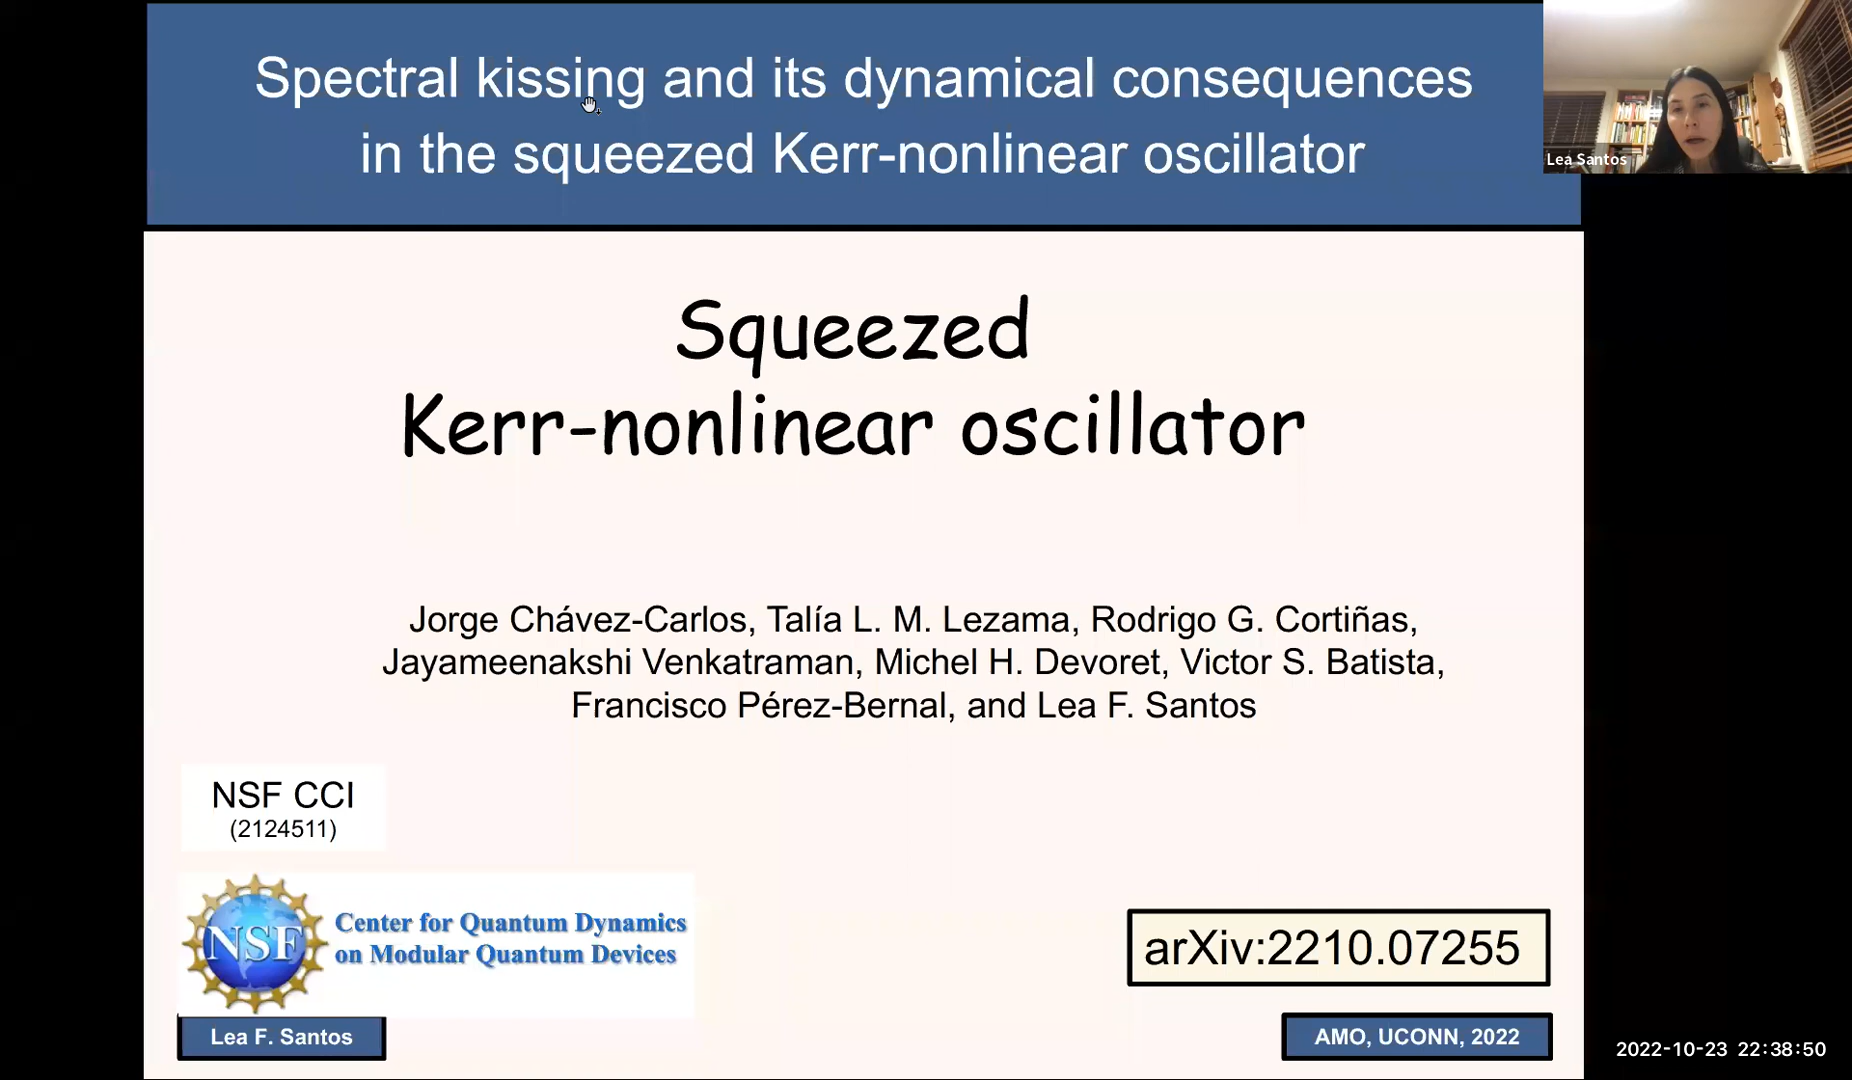 Spectral kissing and its dynamical consequences
in the squeezed Kerr-nonlinear oscillator
Lea Santos
Squeezed
Kerr-nonlinear oscillator
Jorge Chávez-Carlos, Talía L. M. Lezama, Rodrigo G. Cortiñas,
Jayameenakshi Venkatraman, Michel H. Devoret, Victor S. Batista,
Francisco Pérez-Bernal, and Lea F. Santos
NSF CCI
(2124511)
NSF
Center for Quantum Dynamics
on Modular Quantum Devices
arXiv:2210.07255
Lea F. Santos
AMO, UCONN, 2022
2022-10-23 22:38:50